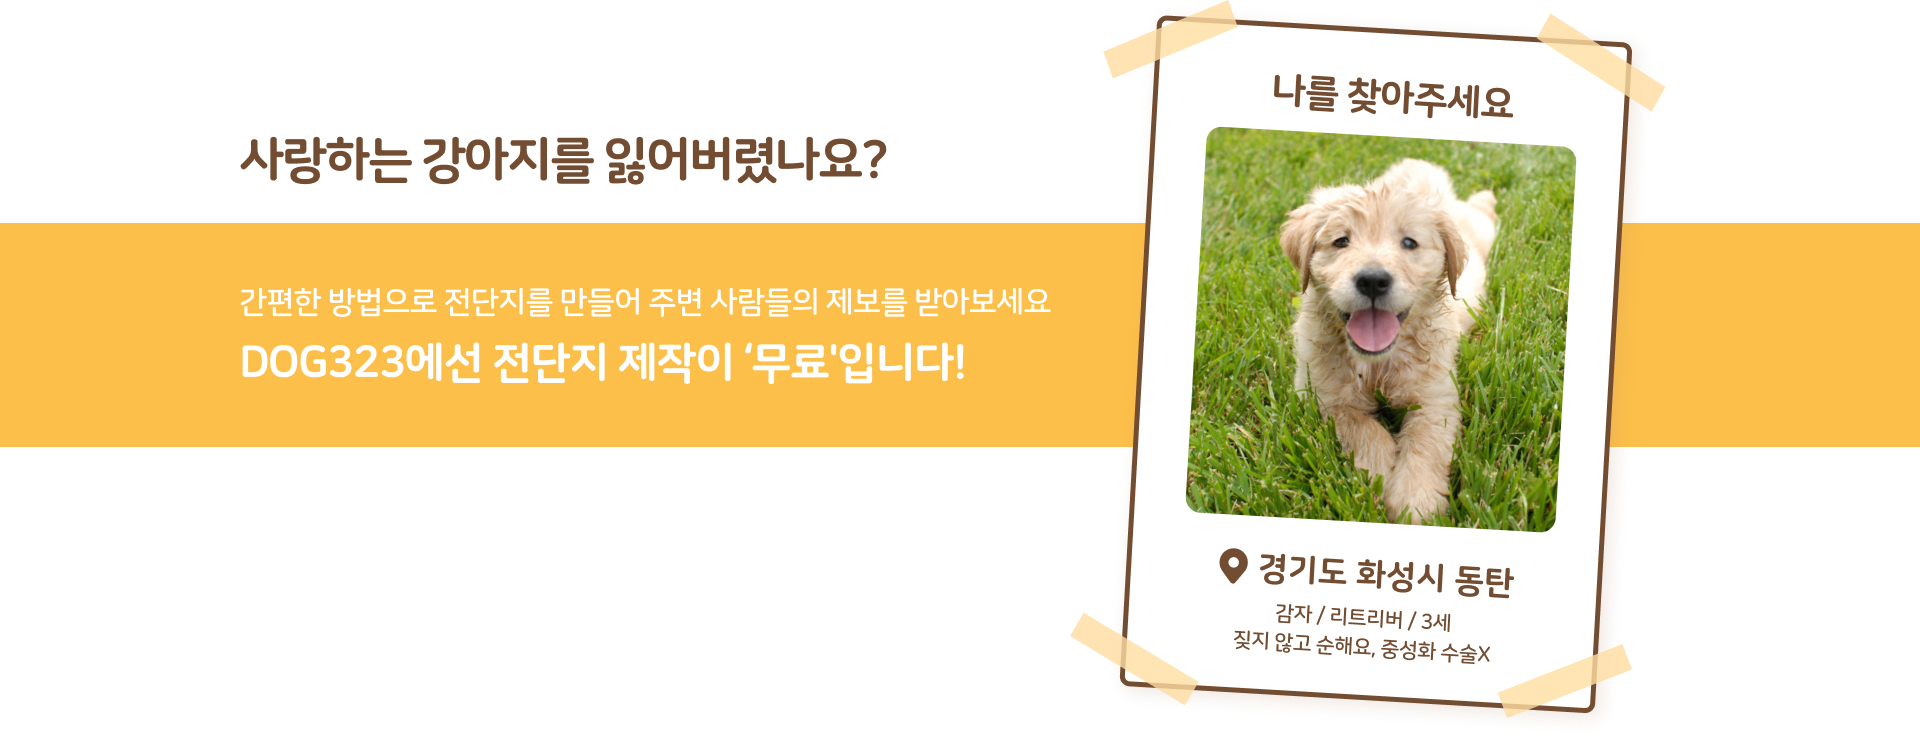 사랑하는 강아지를 잃어버렸나요?
간편한 방법으로 전단지를 만들어 주변 사람들의 제보를 받아보세요
DOG323에선 전단지 제작이 ‘무료'입니다!
나를 찾아주세요
경기도 화성시 동탄
감자 / 리트리버 / 3세
짖지 않고 순해요, 중성화 수술X